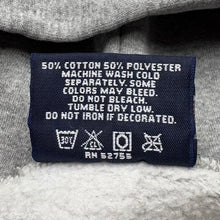 50% COTTON 50% POLYESTER
MACHINE WASH COLD
SEPARATELY. SOME
COLORS MAY BLEED.
DO NOT BLEACH.
TUMBLE DRY LOW.
DO NOT IRON IF DECORATED.
30°C CL
RN 52755